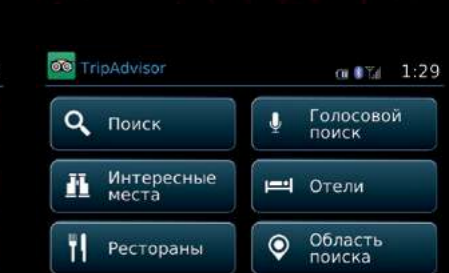 TripAdvisor 1:29
Поиск
Голосовой
поиск
Интересные
места
Отели
Рестораны
Область
поиска